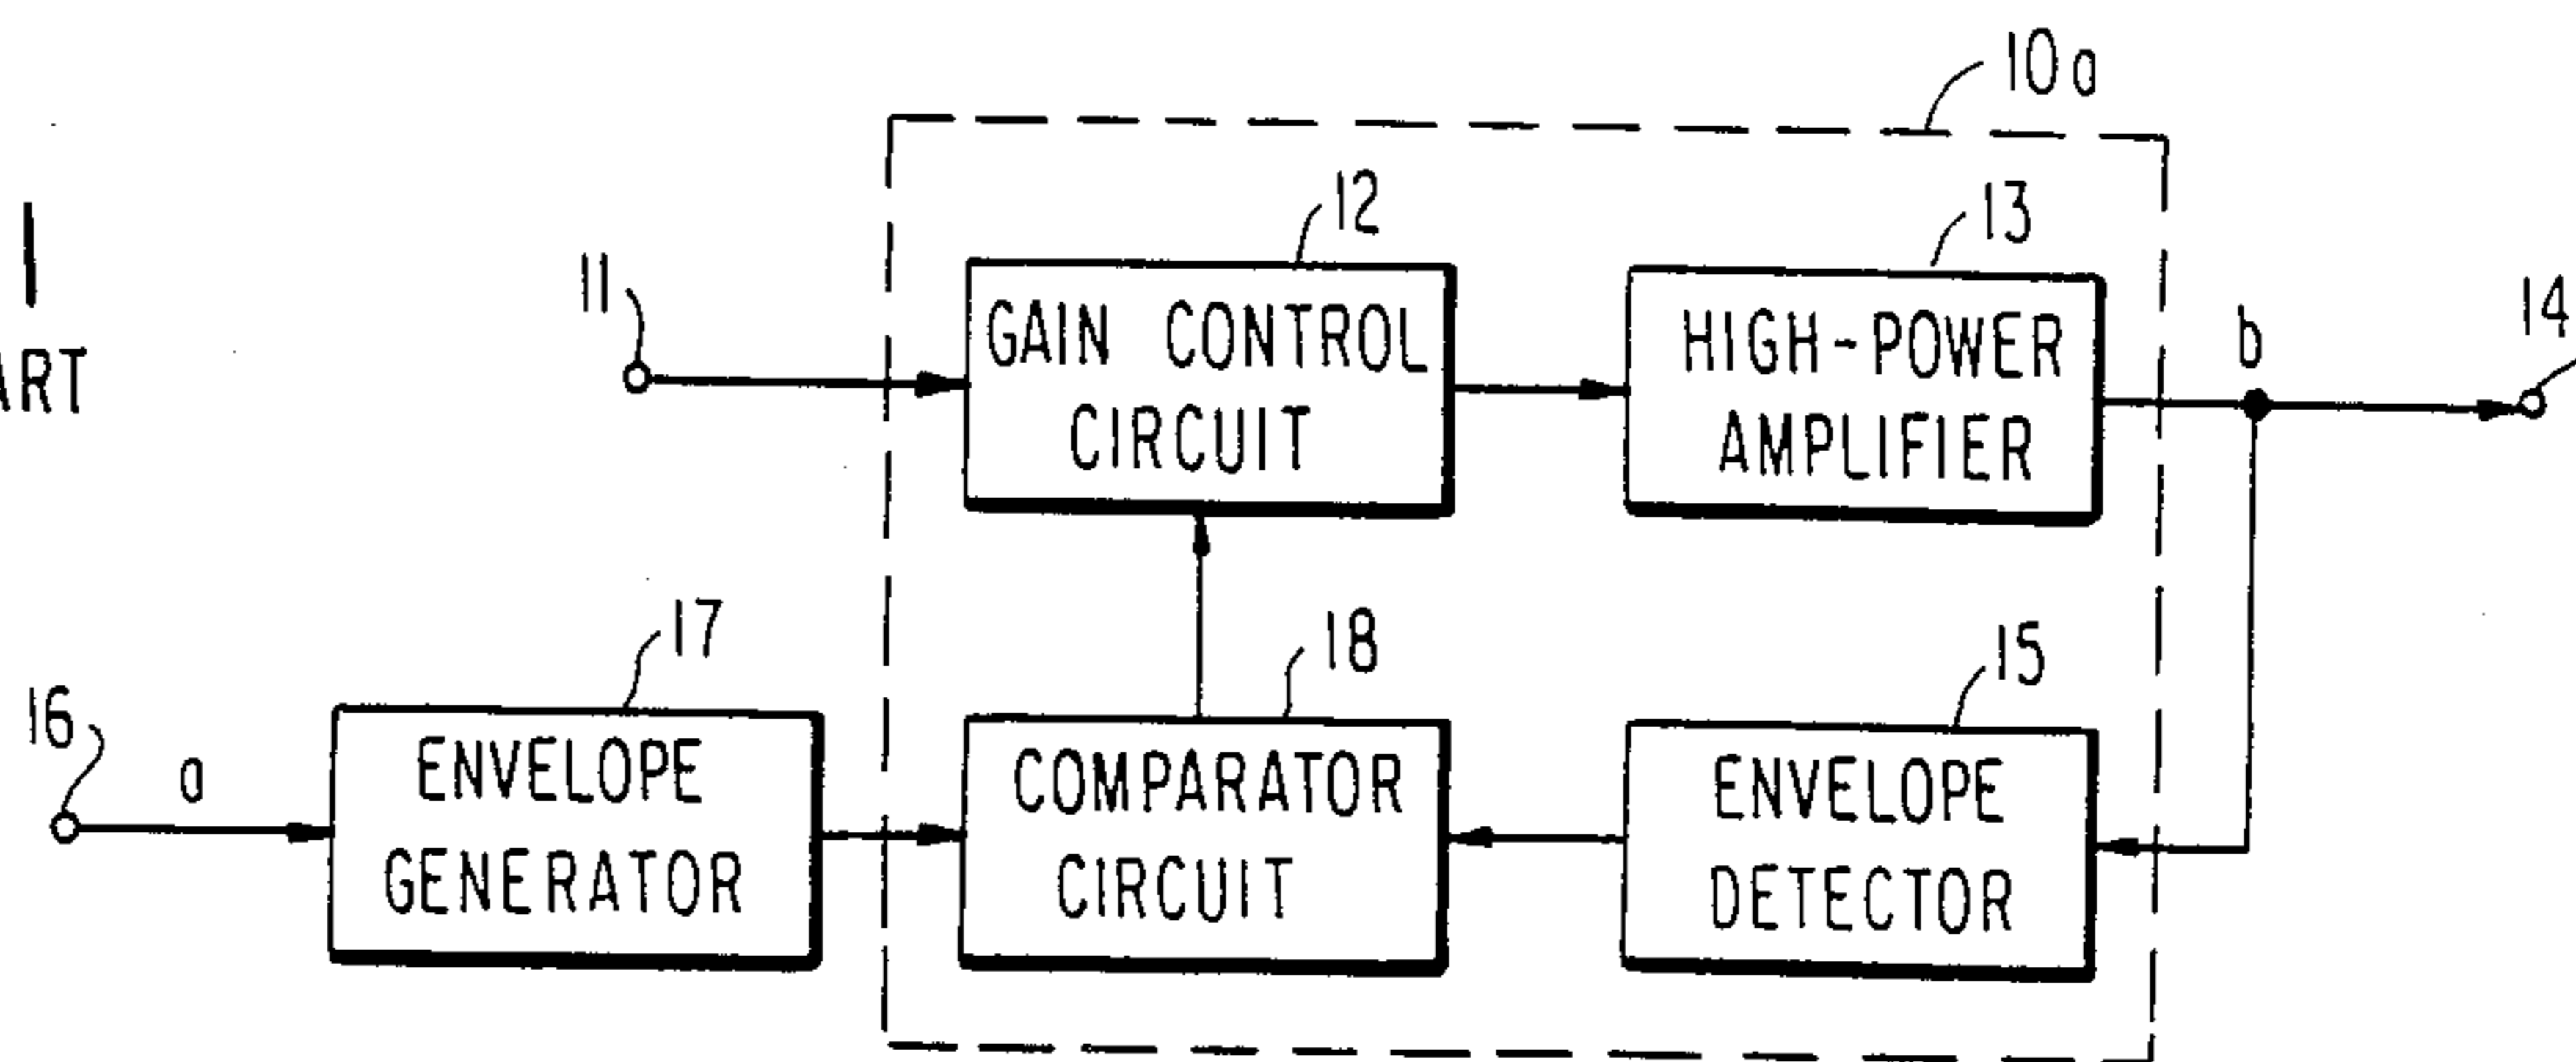 10a
12
13
11
1
GAIN CONTROL
CIRCUIT
HIGH-POWER
AMPLIFIER
b
14
ART
17
18
15
16
a
ENVELOPE
GENERATOR
COMPARATOR
CIRCUIT
ENVELOPE
DETECTOR